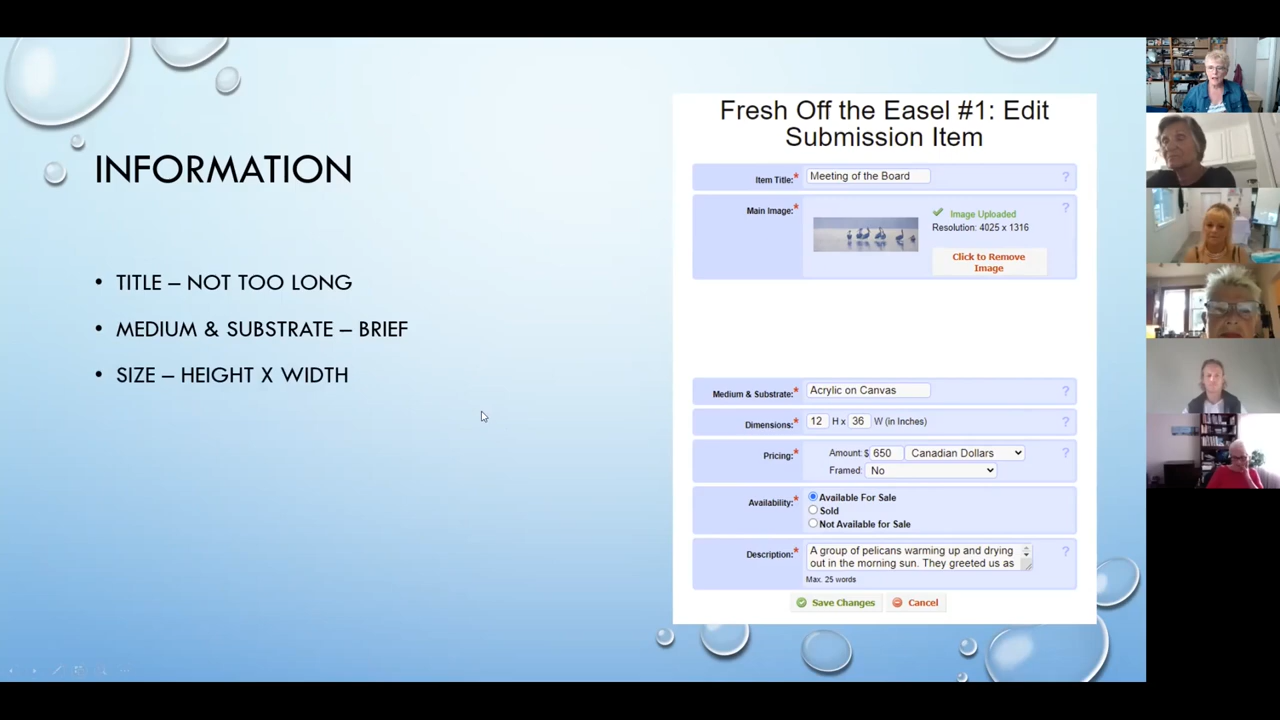 INFORMATION
• TITLE – NOT TOO LONG
• MEDIUM & SUBSTRATE – BRIEF
• SIZE – HEIGHT X WIDTH
Fresh Off the Easel #1: Edit
Submission Item
Item Title:* Meeting of the Board ?
Main Image:* Image Uploaded ?
Resolution: 4025 x 1316
Click to Remove
Image
Medium & Substrate:* Acrylic on Canvas ?
Dimensions:* 12 H x 36 W (in Inches) ?
Pricing:* Amount: $ 650 Canadian Dollars ?
Framed: No
Availability:* Available For Sale
Sold
Not Available for Sale
Description:* A group of pelicans warming up and drying ?
out in the morning sun. They greeted us as
Max. 25 words
Save Changes Cancel